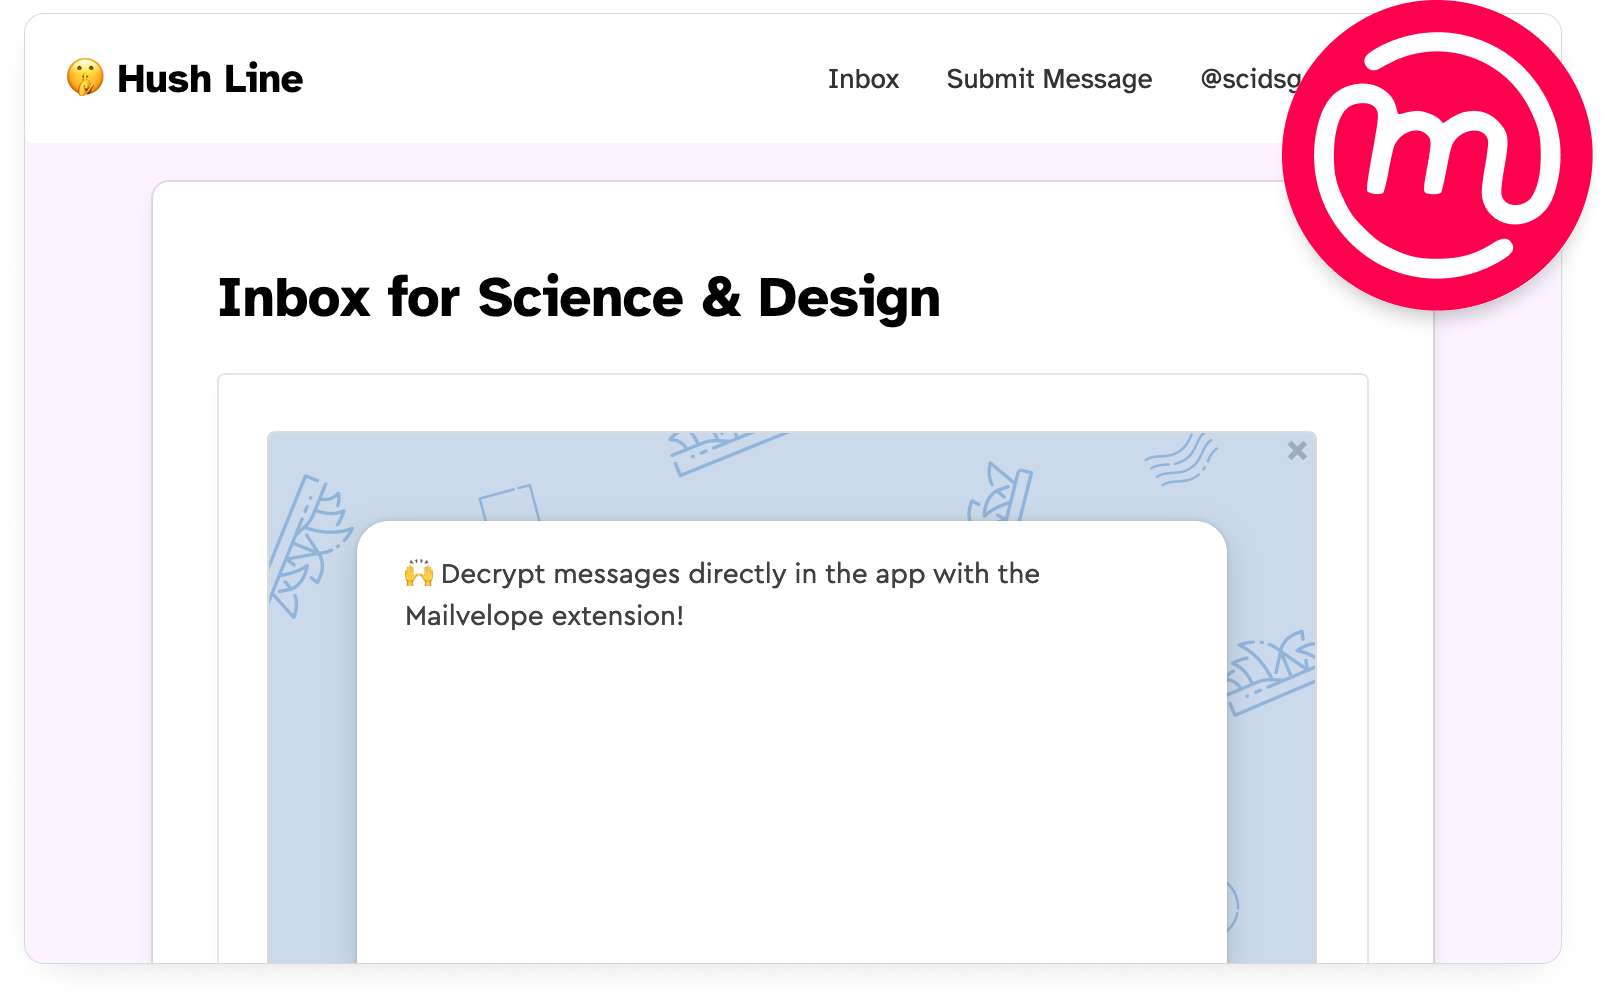 🤫 Hush Line
Inbox Submit Message @scidsg
Inbox for Science & Design
🙌 Decrypt messages directly in the app with the
Mailvelope extension!